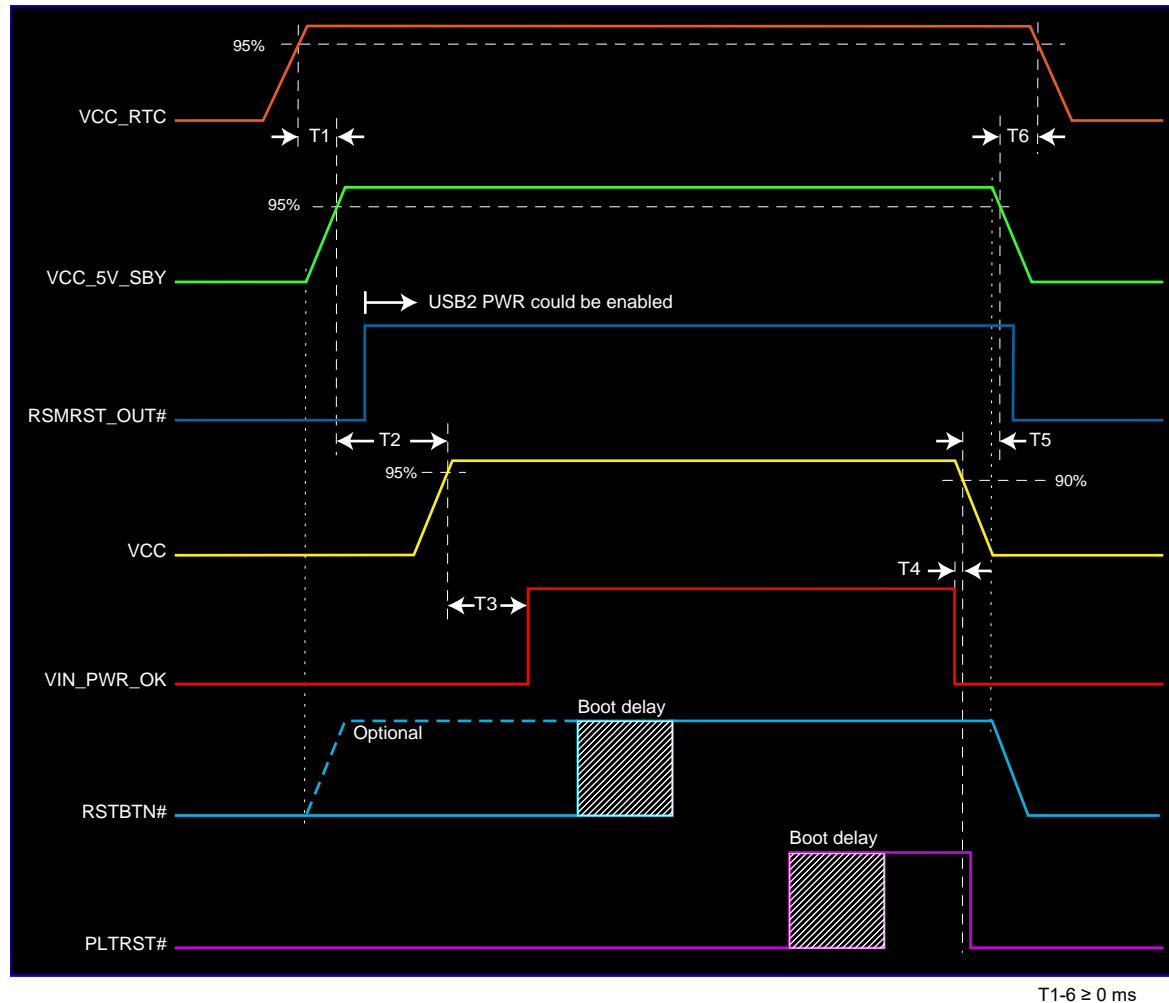 95%
VCC_RTC
T1
T6
95%
VCC_5V_SBY
USB2 PWR could be enabled
RSMRST_OUT#
T2
T5
95%
90%
VCC
T4
T3
VIN_PWR_OK
Boot delay
Optional
RSTBTN#
Boot delay
PLTRST#
T1-6 ≥ 0 ms